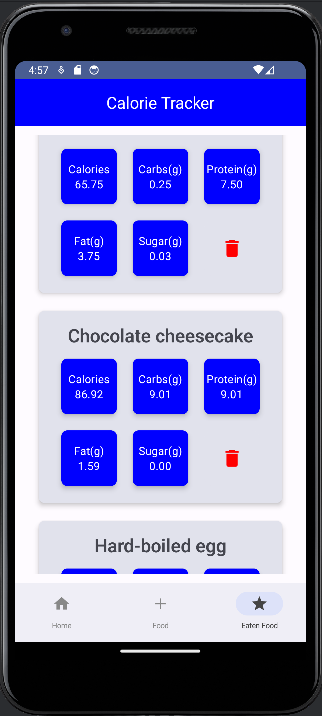 4:57
Calorie Tracker
Calories
65.75
Carbs(g)
0.25
Protein(g)
7.50
Fat(g)
3.75
Sugar(g)
0.03
Chocolate cheesecake
Calories
86.92
Carbs(g)
9.01
Protein(g)
9.01
Fat(g)
1.59
Sugar(g)
0.00
Hard-boiled egg
Home
Food
Eaten Food